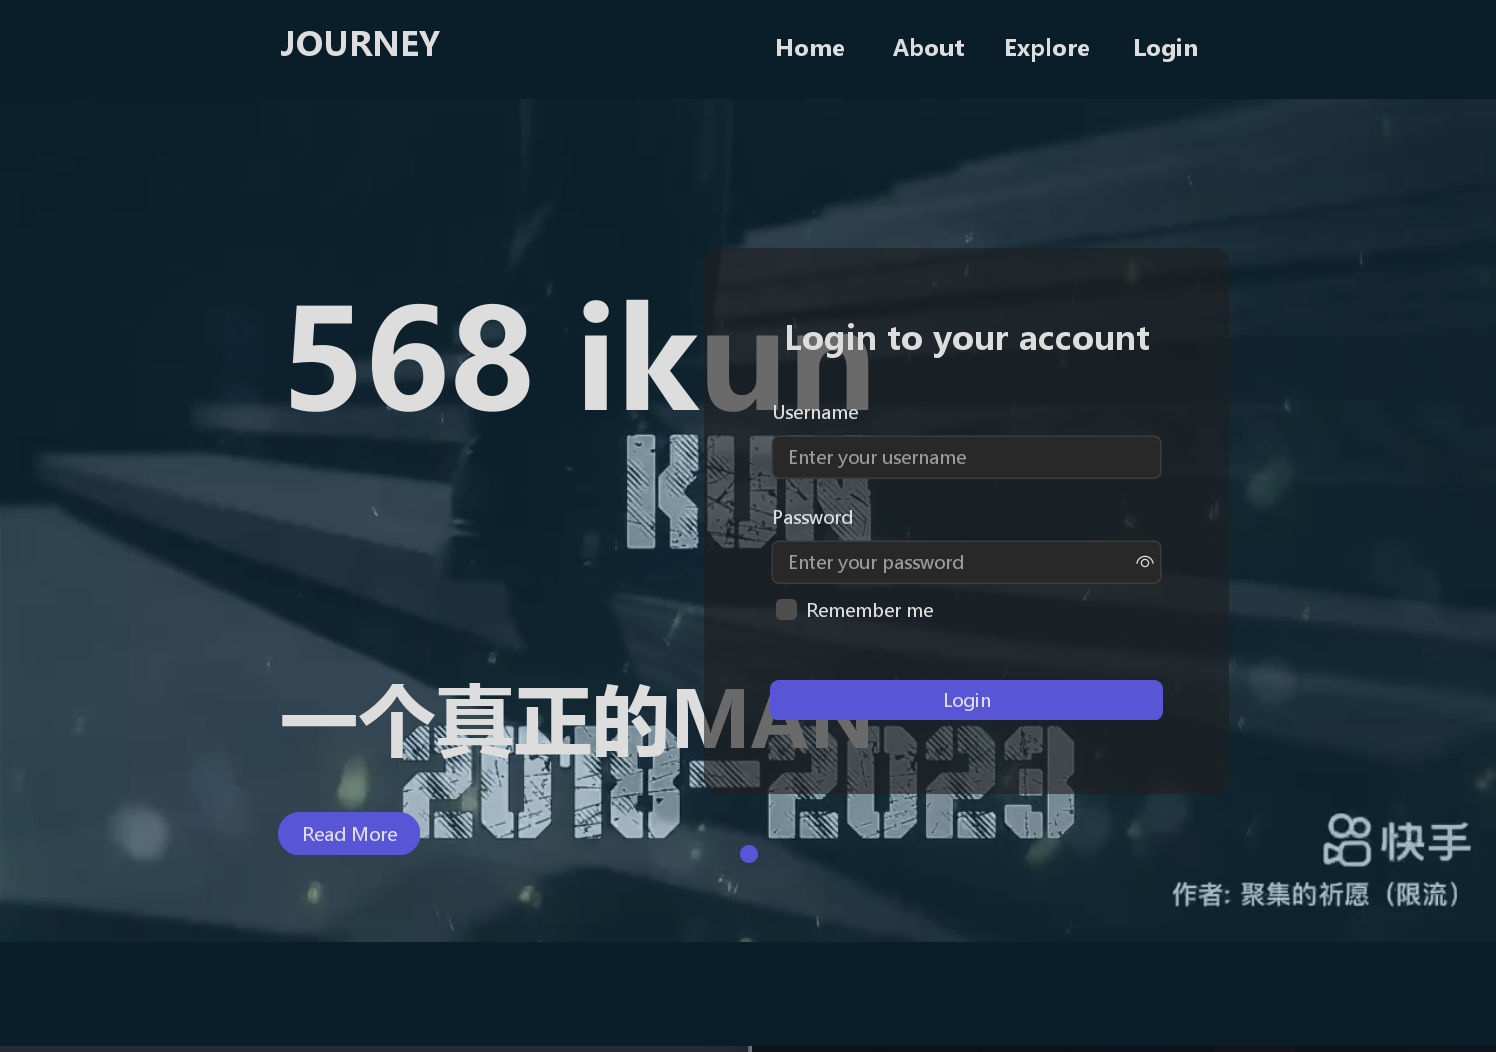 JOURNEY
Home
About
Explore
Login
568 ikun
KUN
Login to your account
Username
Enter your username
Password
Enter your password
Remember me
Login
一个真正的MAN
2018-2023
Read More
快手
作者: 聚集的祈愿（限流）